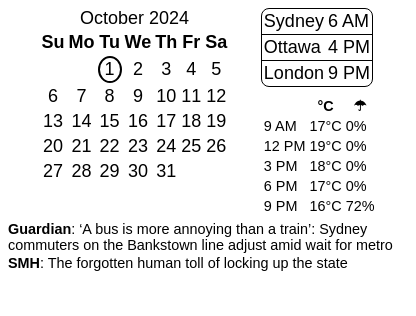 October 2024
Su Mo Tu We Th Fr Sa
1 2 3 4 5
6 7 8 9 10 11 12
13 14 15 16 17 18 19
20 21 22 23 24 25 26
27 28 29 30 31
Sydney 6 AM
Ottawa 4 PM
London 9 PM
°C ☂
9 AM 17°C 0%
12 PM 19°C 0%
3 PM 18°C 0%
6 PM 17°C 0%
9 PM 16°C 72%
Guardian: ‘A bus is more annoying than a train’: Sydney
commuters on the Bankstown line adjust amid wait for metro
SMH: The forgotten human toll of locking up the state